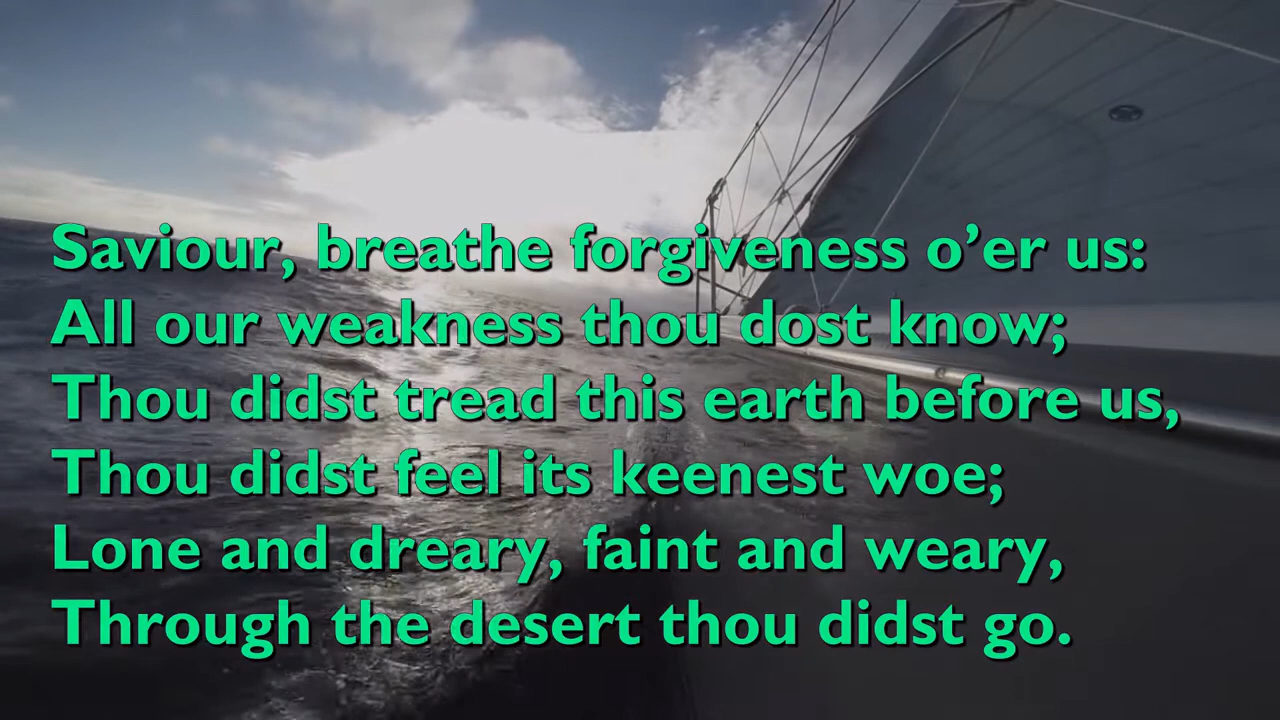 Saviour, breathe forgiveness o’er us:
All our weakness thou dost know;
Thou didst tread this earth before us,
Thou didst feel its keenest woe;
Lone and dreary, faint and weary,
Through the desert thou didst go.